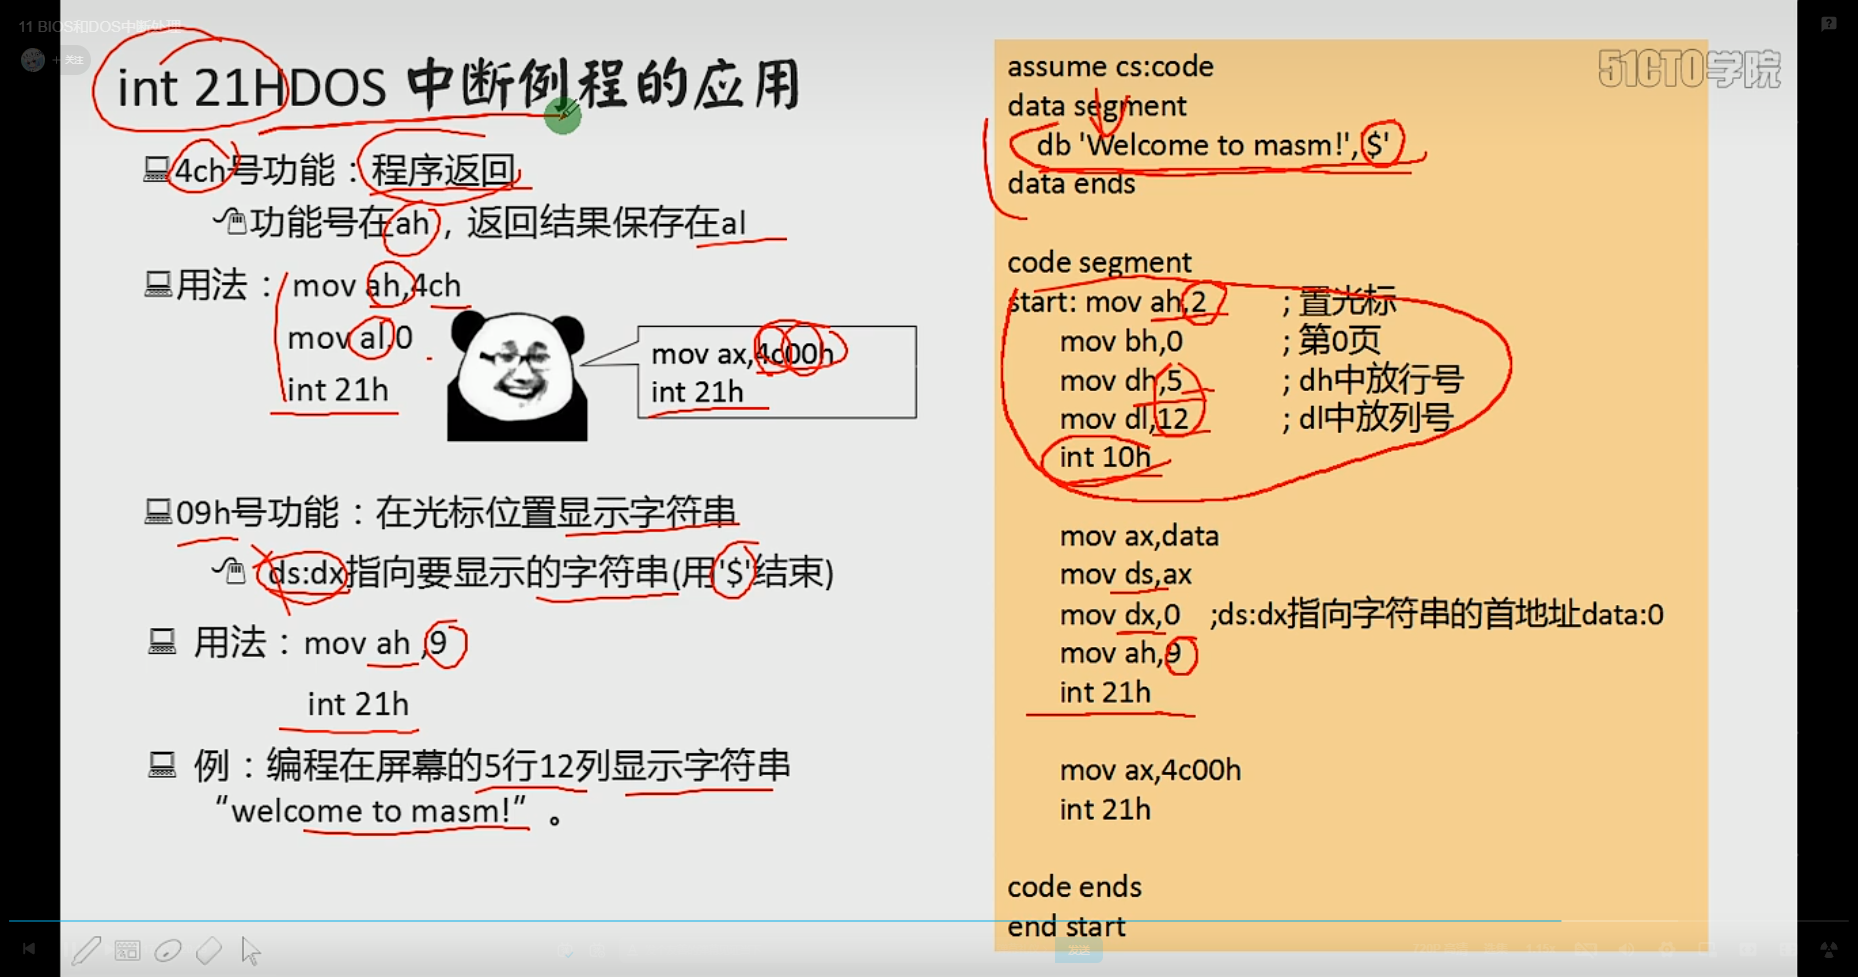 11 BIOS和DOS中断处理
+ 关注
51CTO学院
int 21HDOS 中断例程的应用
4ch号功能：程序返回
功能号在ah，返回结果保存在al
用法： mov ah,4ch
mov al,0
int 21h
mov ax,4c00h
int 21h
09h号功能：在光标位置显示字符串
ds:dx指向要显示的字符串(用'$'结束)
用法：mov ah ,9
int 21h
例：编程在屏幕的5行12列显示字符串
“welcome to masm!” 。
assume cs:code
data segment
db 'Welcome to masm!','$'
data ends
code segment
start: mov ah,2 ; 置光标
mov bh,0 ; 第0页
mov dh,5 ; dh中放行号
mov dl,12 ; dl中放列号
int 10h
mov ax,data
mov ds,ax
mov dx,0 ;ds:dx指向字符串的首地址data:0
mov ah,9
int 21h
mov ax,4c00h
int 21h
code ends
end start
发送